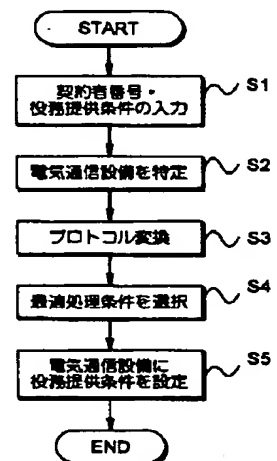 START
契約者番号・
役務提供条件の入力
S1
電気通信設備を特定
S2
プロトコル変換
S3
最適処理条件を選択
S4
電気通信設備に
役務提供条件を設定
S5
END